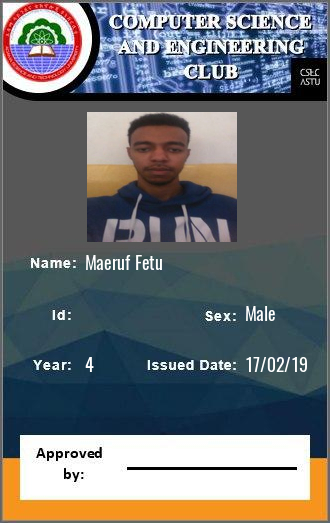 COMPUTER SCIENCE
AND ENGINEERING
CLUB
CSEC
ASTU
Name: Maeruf Fetu
Id: Sex: Male
Year: 4 Issued Date: 17/02/19
Approved
by: